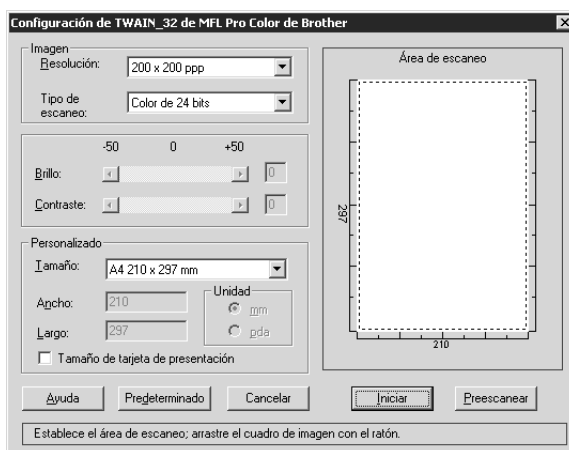 Configuración de TWAIN_32 de MFL Pro Color de Brother
Imagen
Resolución: 200 x 200 ppp
Tipo de escaneo: Color de 24 bits
-50 0 +50
Brillo: 0
Contraste: 0
Personalizado
Tamaño: A4 210 x 297 mm
Ancho: 210
Largo: 297
Unidad
mm
pda
Tamaño de tarjeta de presentación
Área de escaneo
297
210
Ayuda Predeterminado Cancelar Iniciar Preescanear
Establece el área de escaneo; arrastre el cuadro de imagen con el ratón.